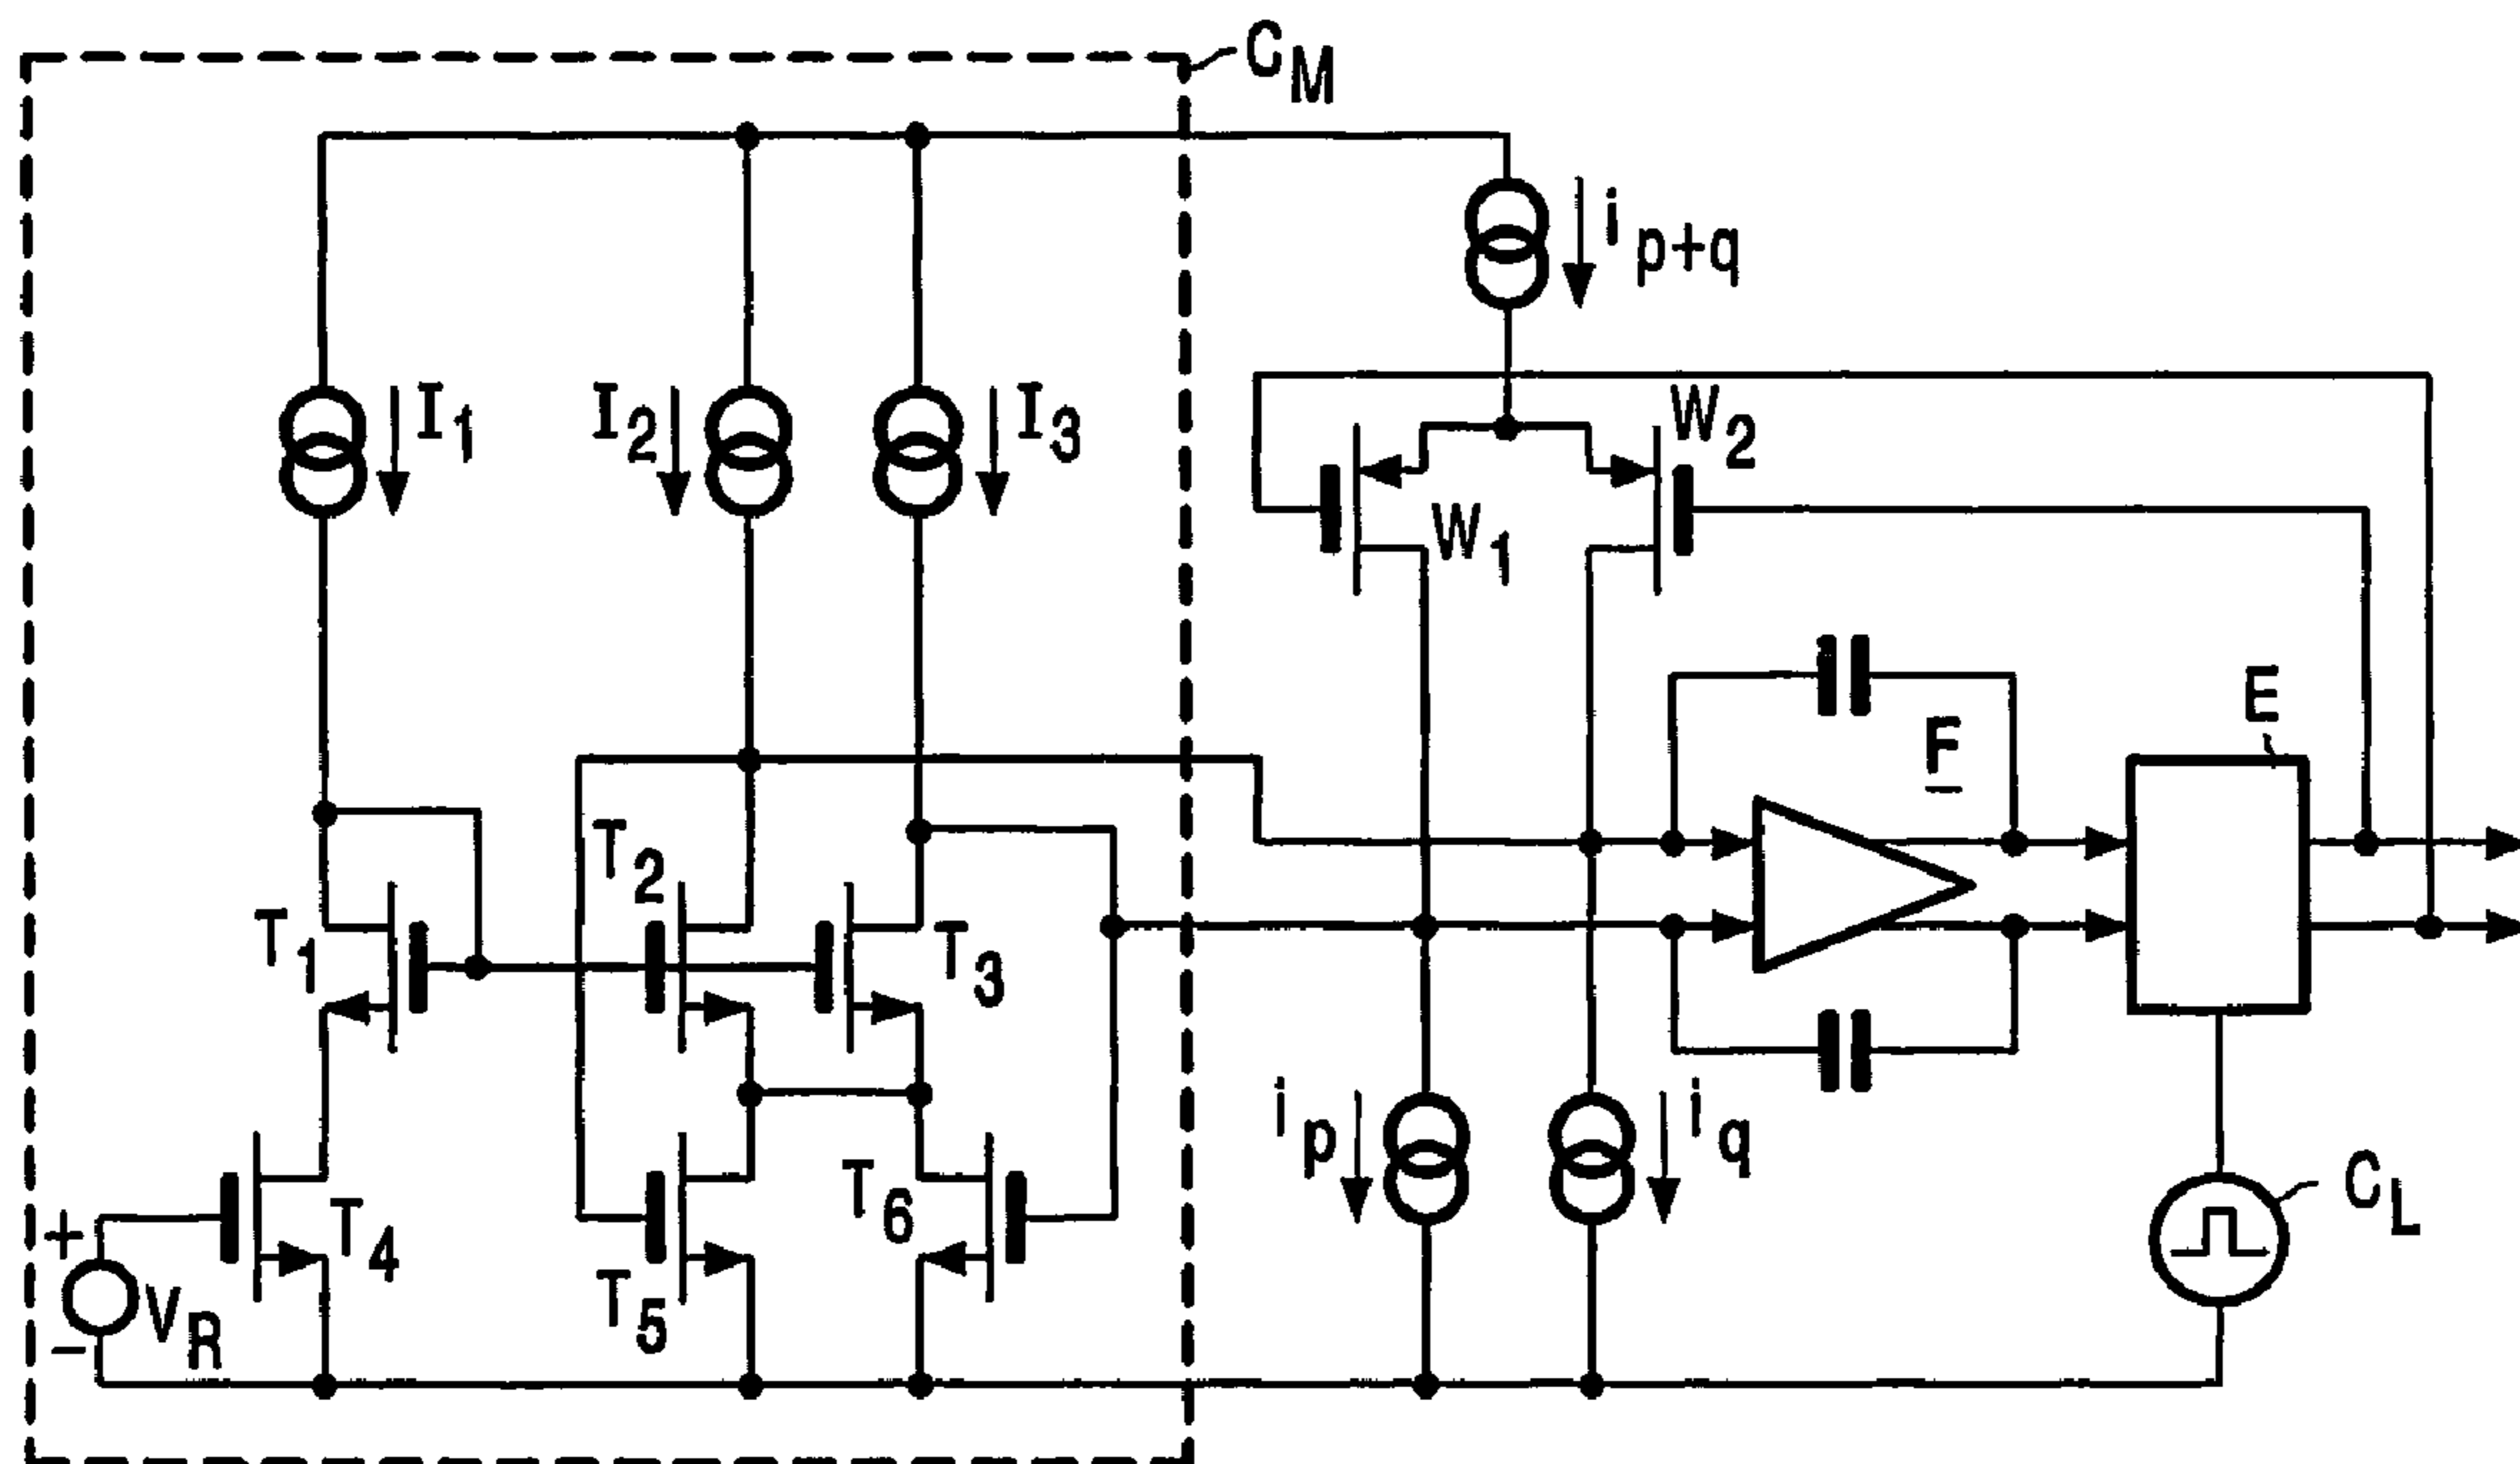 C_M
i_p+q
I_1
I_2
I_3
W_2
W_1
E
F
T_2
T_1
T_3
i_p
i_q
T_6
C_L
+
T_4
V_R
T_5
-